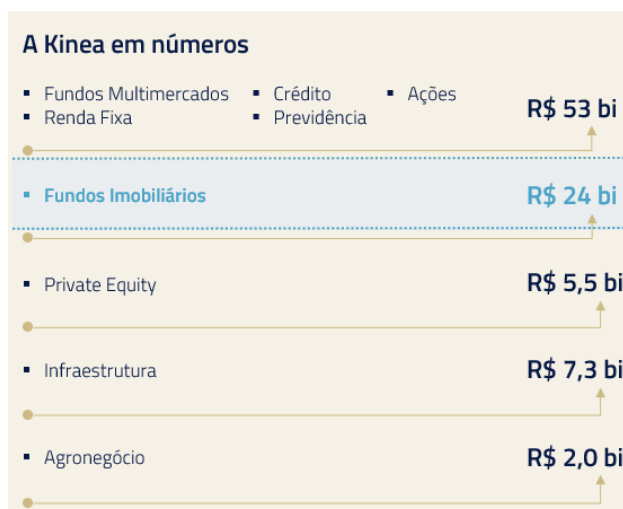 A Kinea em números
▪ Fundos Multimercados ▪ Crédito ▪ Ações
▪ Renda Fixa ▪ Previdência
R$ 53 bi
▪ Fundos Imobiliários R$ 24 bi
▪ Private Equity R$ 5,5 bi
▪ Infraestrutura R$ 7,3 bi
▪ Agronegócio R$ 2,0 bi